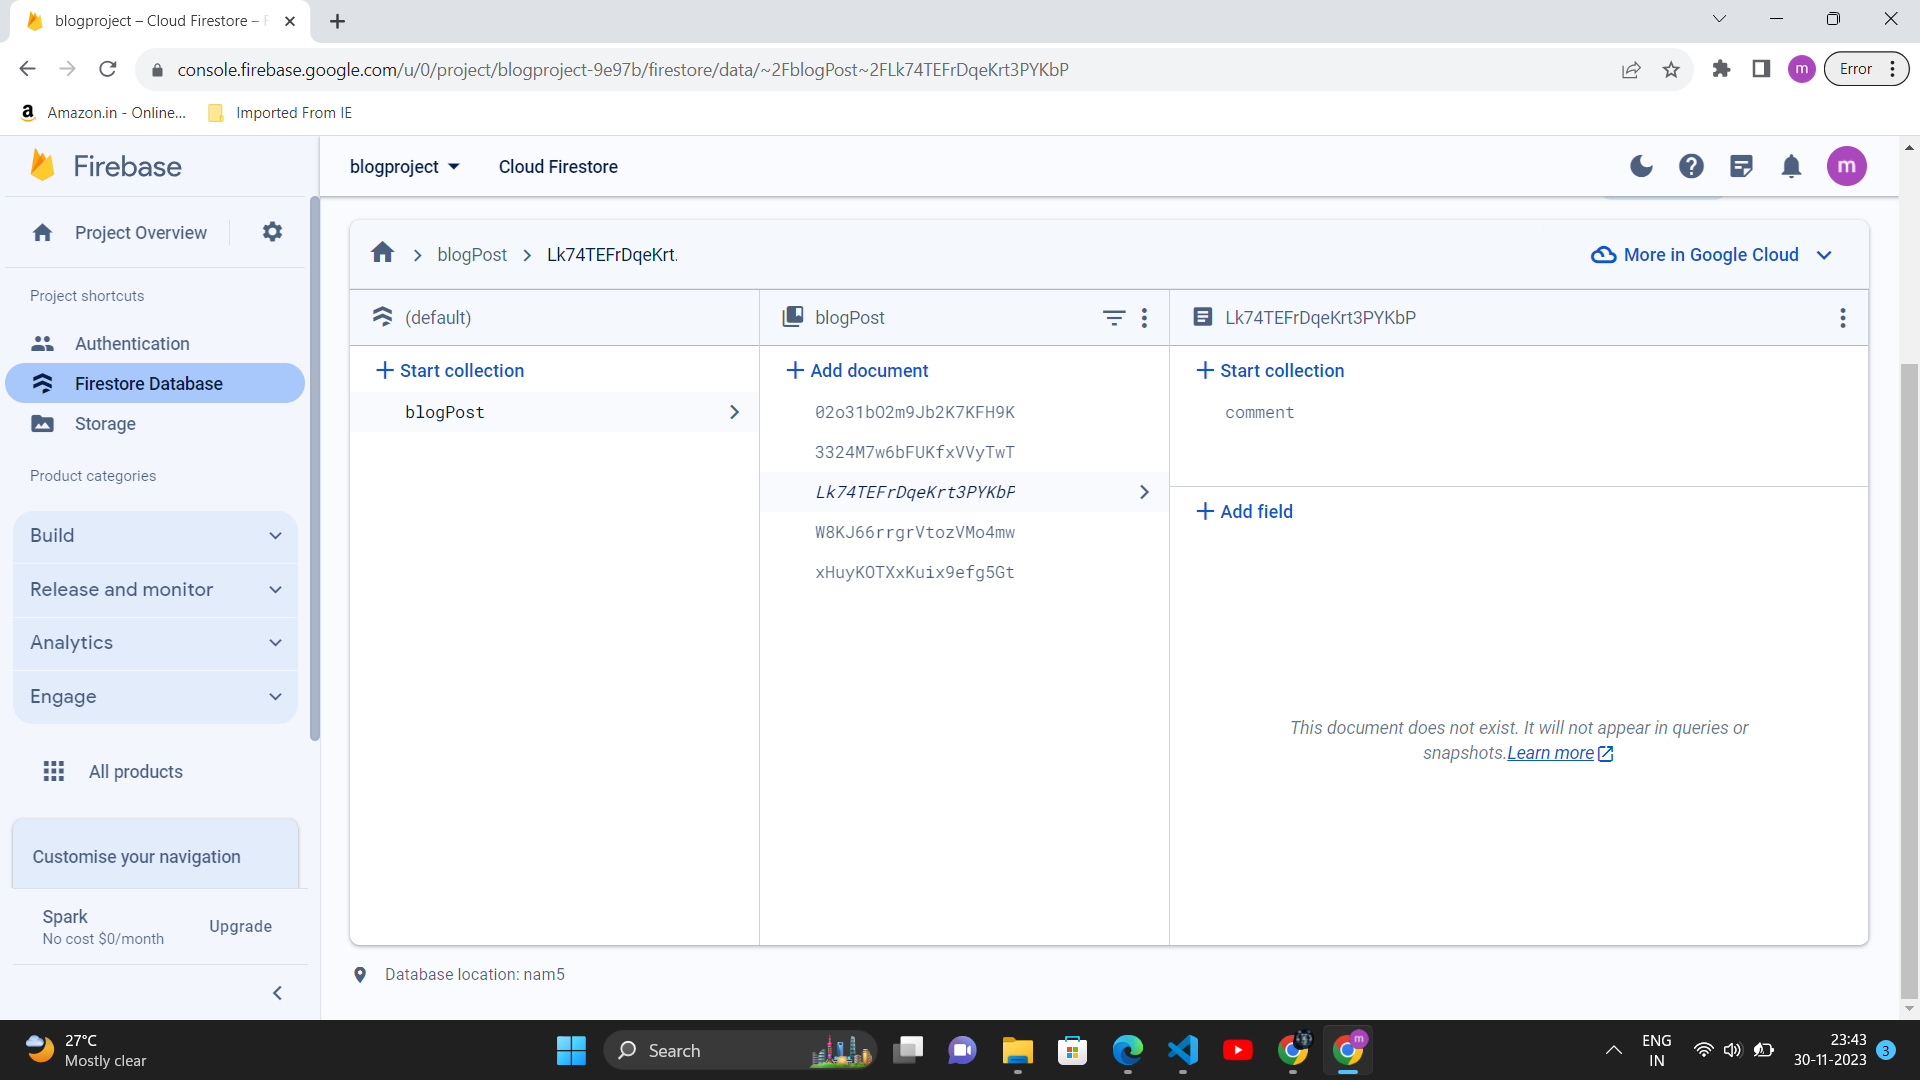 blogproject – Cloud Firestore –
console.firebase.google.com/u/0/project/blogproject-9e97b/firestore/data/~2FblogPost~2FLk74TEFrDqeKrt3PYKbP
m
Error
Amazon.in - Online...
Imported From IE
Firebase
blogproject
Cloud Firestore
m
Project Overview
blogPost
Lk74TEFrDqeKrt.
More in Google Cloud
Project shortcuts
(default)
blogPost
Lk74TEFrDqeKrt3PYKbP
Authentication
Start collection
Add document
Start collection
Firestore Database
blogPost
02o31bO2m9Jb2K7KFH9K
comment
Storage
3324M7w6bFUKfxVVyTwT
Product categories
Lk74TEFrDqeKrt3PYKbP
Add field
Build
W8KJ66rrgrVtozVMo4mw
xHuyKOTXxKuix9efg5Gt
Release and monitor
Analytics
Engage
This document does not exist. It will not appear in queries or
snapshots. Learn more
All products
Customise your navigation
Spark
No cost $0/month
Upgrade
Database location: nam5
27°C
Mostly clear
Search
m
ENG
IN
23:43
30-11-2023
3